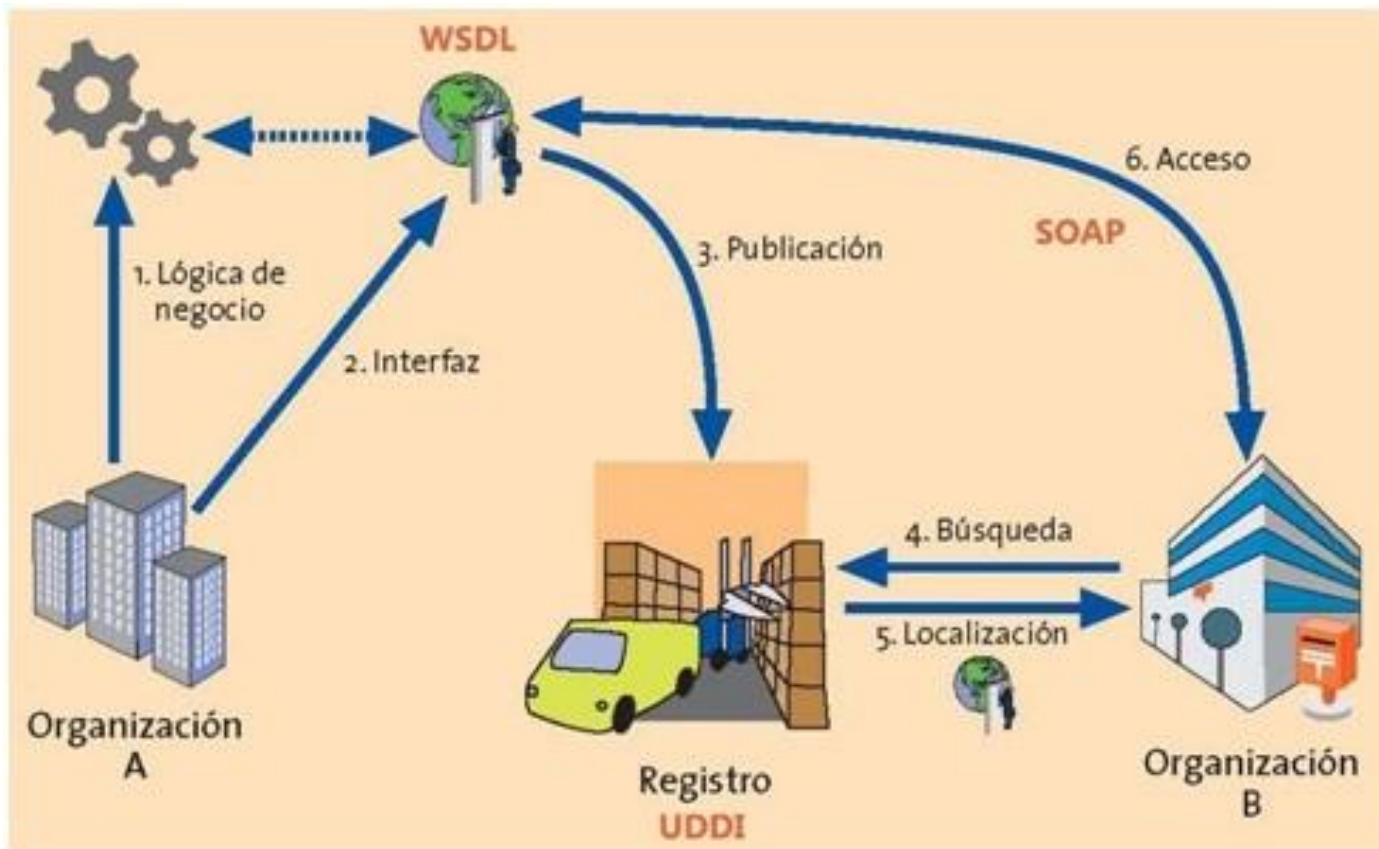 WSDL
6. Acceso
SOAP
3. Publicación
1. Lógica de
negocio
2. Interfaz
4. Búsqueda
5. Localización
Organización
A
Registro
UDDI
Organización
B